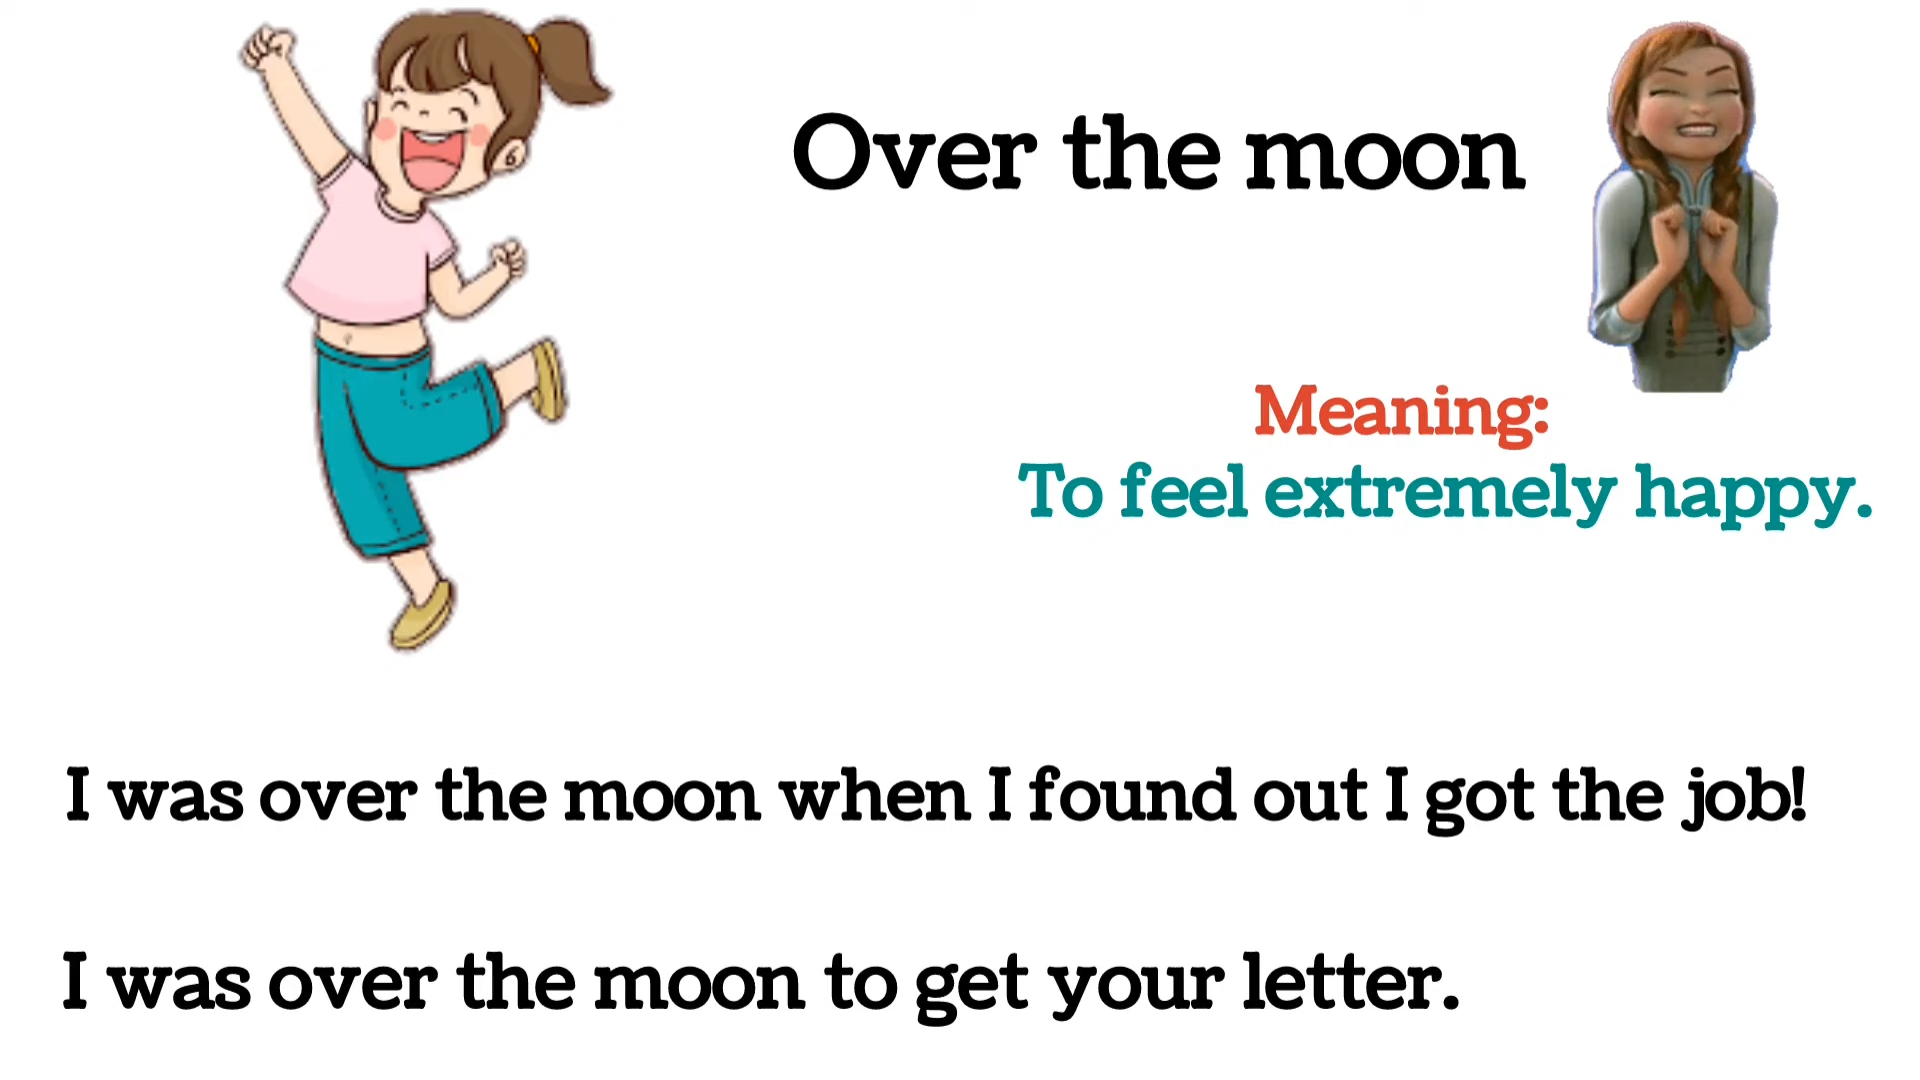 Over the moon
Meaning:
To feel extremely happy.
I was over the moon when I found out I got the job!
I was over the moon to get your letter.